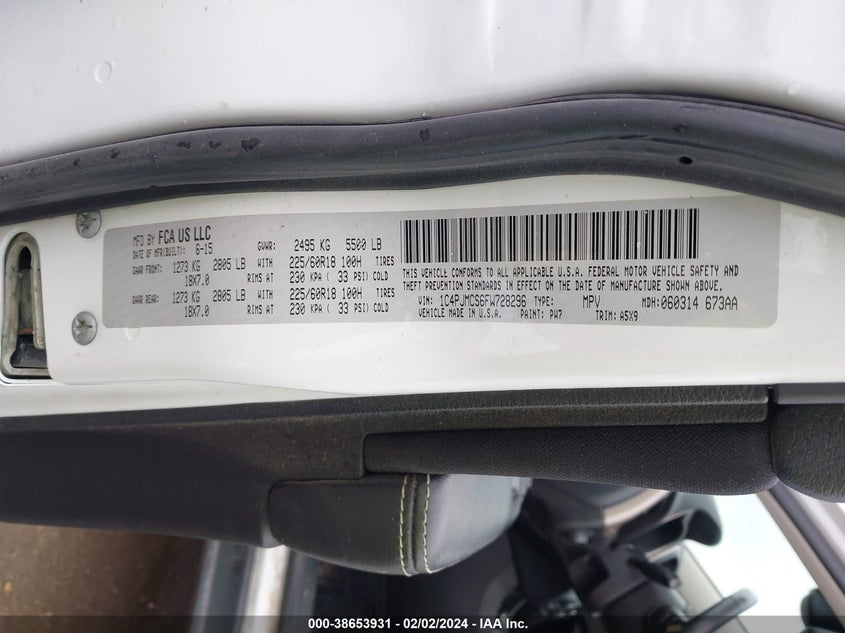 MFD BY FCA US LLC
DATE OF MFR(BUILT): 6-15 GVWR: 2495 KG 5500 LB
GAWR FRONT: 1273 KG 2805 LB WITH 225/60R18 100H TIRES
18X7.0 RIMS AT 230 KPA ( 33 PSI) COLD
GAWR REAR: 1273 KG 2805 LB WITH 225/60R18 100H TIRES
18X7.0 RIMS AT 230 KPA ( 33 PSI) COLD
THIS VEHICLE CONFORMS TO ALL APPLICABLE U.S.A. FEDERAL MOTOR VEHICLE SAFETY AND
THEFT PREVENTION STANDARDS IN EFFECT ON THE DATE OF MANUFACTURE SHOWN ABOVE.
VIN: 1C4PJMCS6FW728296 TYPE: MPV MDH: 060314 673AA
VEHICLE MADE IN U.S.A. PAINT: PW7 TRIM: A5X9
000-38653931 - 02/02/2024 - IAA Inc.